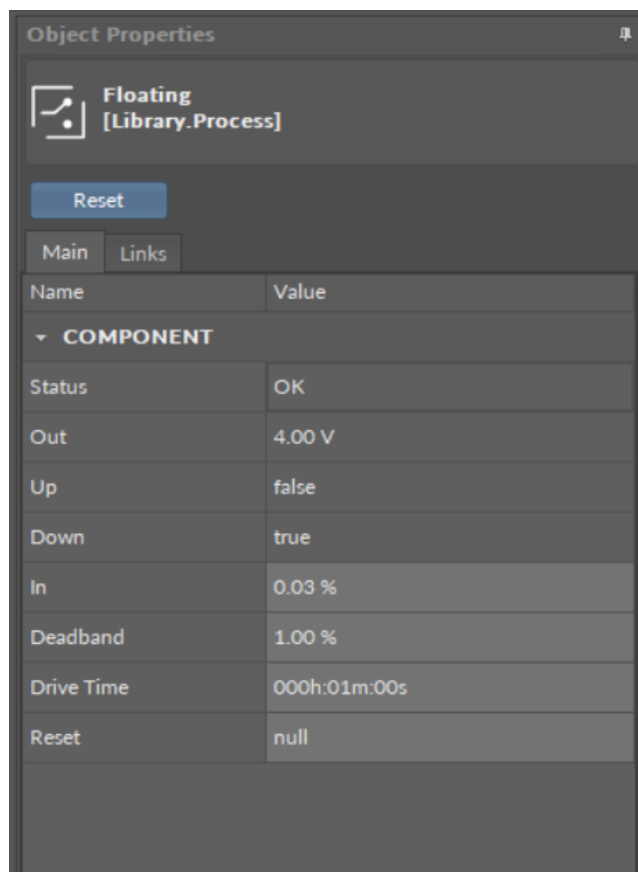 Object Properties
Floating
[Library.Process]
Reset
Main Links
Name Value
COMPONENT
Status OK
Out 4.00 V
Up false
Down true
In 0.03 %
Deadband 1.00 %
Drive Time 000h:01m:00s
Reset null